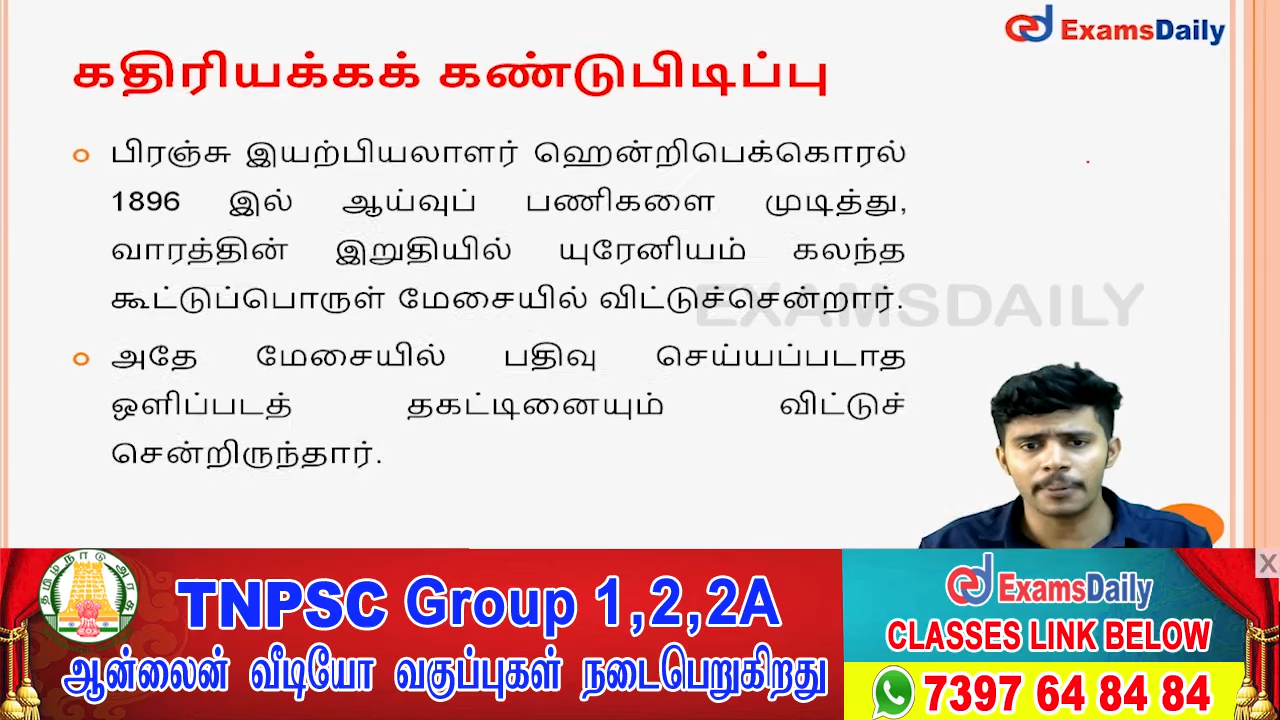 ExamsDaily
கதிரியக்கக் கண்டுபிடிப்பு
பிரஞ்சு இயற்பியலாளர் ஹென்றிபெக்கொரல்
1896 இல் ஆய்வுப் பணிகளை முடித்து,
வாரத்தின் இறுதியில் யுரேனியம் கலந்த
கூட்டுப்பொருள் மேசையில் விட்டுச்சென்றார்.
EXAMSDAILY
அதே மேசையில் பதிவு செய்யப்படாத
ஒளிப்படத் தகட்டினையும் விட்டுச்
சென்றிருந்தார்.
தமிழ்நாடு அரசு
TNPSC Group 1,2,2A
ஆன்லைன் வீடியோ வகுப்புகள் நடைபெறுகிறது
ExamsDaily
CLASSES LINK BELOW
7397 64 84 84
X